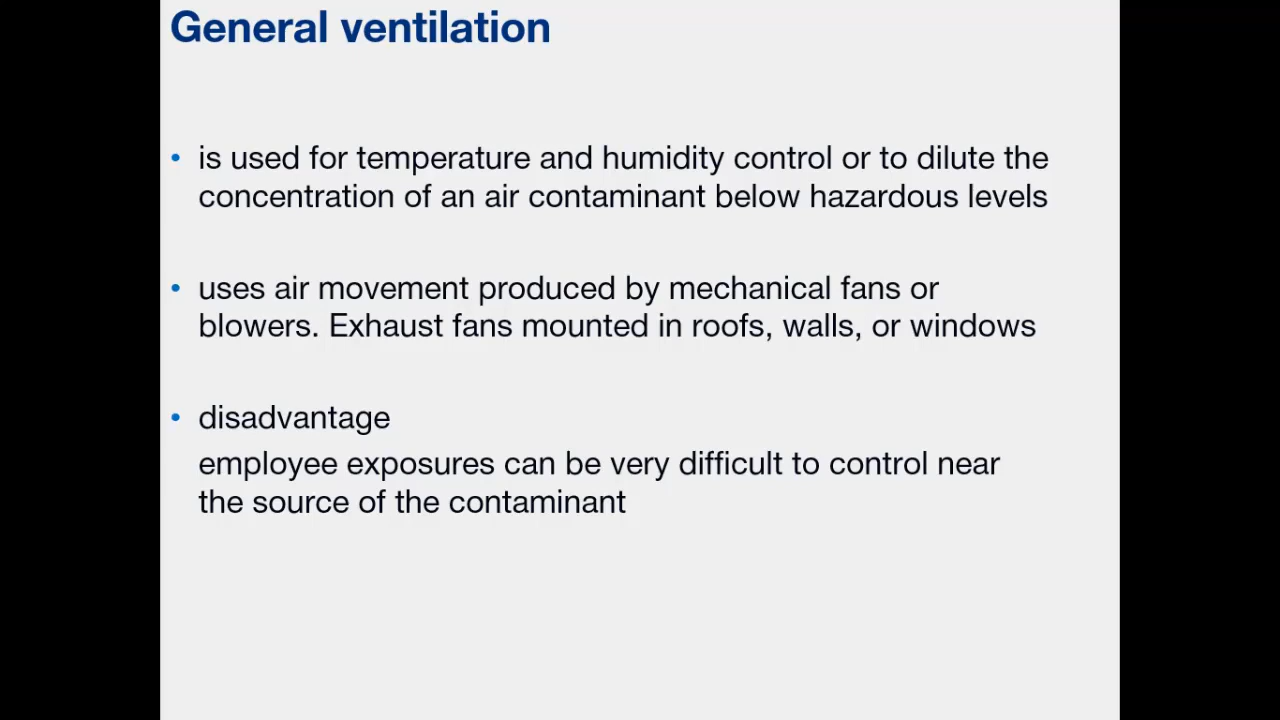 General ventilation
• is used for temperature and humidity control or to dilute the
concentration of an air contaminant below hazardous levels
• uses air movement produced by mechanical fans or
blowers. Exhaust fans mounted in roofs, walls, or windows
• disadvantage
employee exposures can be very difficult to control near
the source of the contaminant